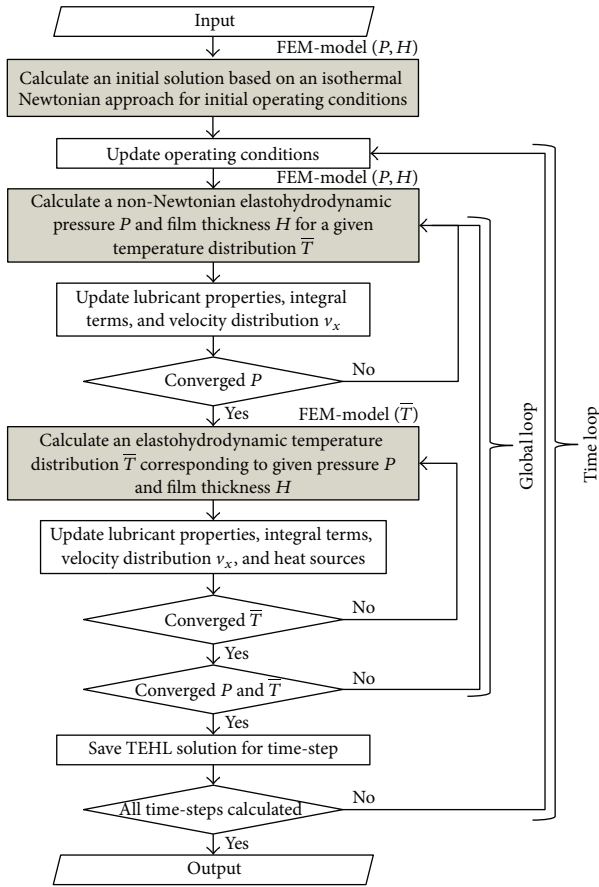 Input
FEM-model (P, H)
Calculate an initial solution based on an isothermal
Newtonian approach for initial operating conditions
Update operating conditions
FEM-model (P, H)
Calculate a non-Newtonian elastohydrodynamic
pressure P and film thickness H for a given
temperature distribution T̅
Update lubricant properties, integral
terms, and velocity distribution vₓ
Converged P
No
Yes
FEM-model (T̅)
Calculate an elastohydrodynamic temperature
distribution T̅ corresponding to given pressure P
and film thickness H
Update lubricant properties, integral terms,
velocity distribution vₓ, and heat sources
Converged T̅
No
Yes
Converged P and T̅
No
Yes
Save TEHL solution for time-step
All time-steps calculated
No
Yes
Output
Global loop
Time loop